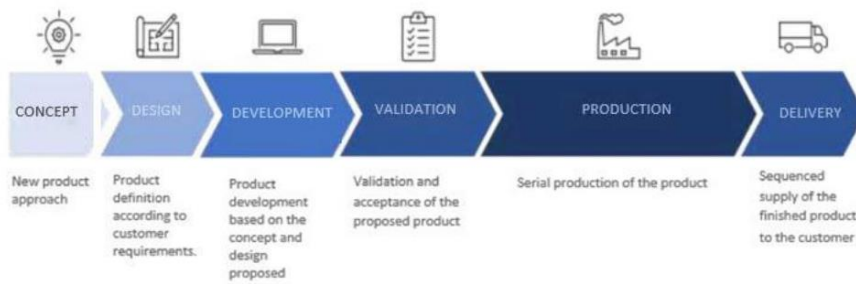 CONCEPT
DESIGN
DEVELOPMENT
VALIDATION
PRODUCTION
DELIVERY
New product
approach
Product
definition
according to
customer
requirements.
Product
development
based on the
concept and
design
proposed
Validation and
acceptance of the
proposed product
Serial production of the product
Sequenced
supply of the
finished product
to the customer